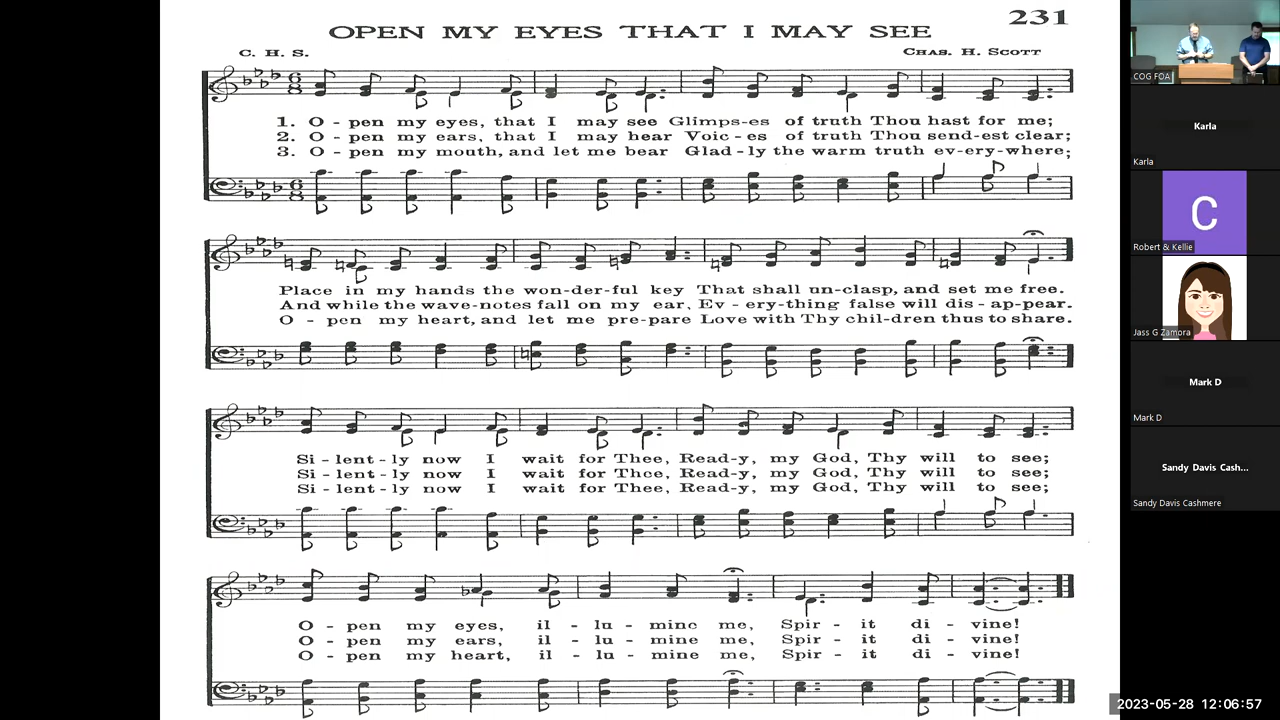 231
OPEN MY EYES THAT I MAY SEE
C. H. S.
CHAS. H. SCOTT
1. O - pen my eyes, that I may see Glimps-es of truth Thou hast for me;
2. O - pen my ears, that I may hear Voic - es of truth Thou send-est clear;
3. O - pen my mouth, and let me bear Glad - ly the warm truth ev-ery-where;
Place in my hands the won-der-ful key That shall un-clasp, and set me free.
And while the wave-notes fall on my ear, Ev - ery-thing false will dis - ap-pear.
O - pen my heart, and let me pre-pare Love with Thy chil-dren thus to share.
Si - lent - ly now I wait for Thee, Read-y, my God, Thy will to see;
Si - lent - ly now I wait for Thee, Read-y, my God, Thy will to see;
Si - lent - ly now I wait for Thee, Read-y, my God, Thy will to see;
O - pen my eyes, il - lu - mine me, Spir - it di - vine!
O - pen my ears, il - lu - mine me, Spir - it di - vine!
O - pen my heart, il - lu - mine me, Spir - it di - vine!
COG FOA
Karla
Karla
C
Robert & Kellie
Jass G Zamora
Mark D
Mark D
Sandy Davis Cash...
Sandy Davis Cashmere
2023-05-28 12:06:57